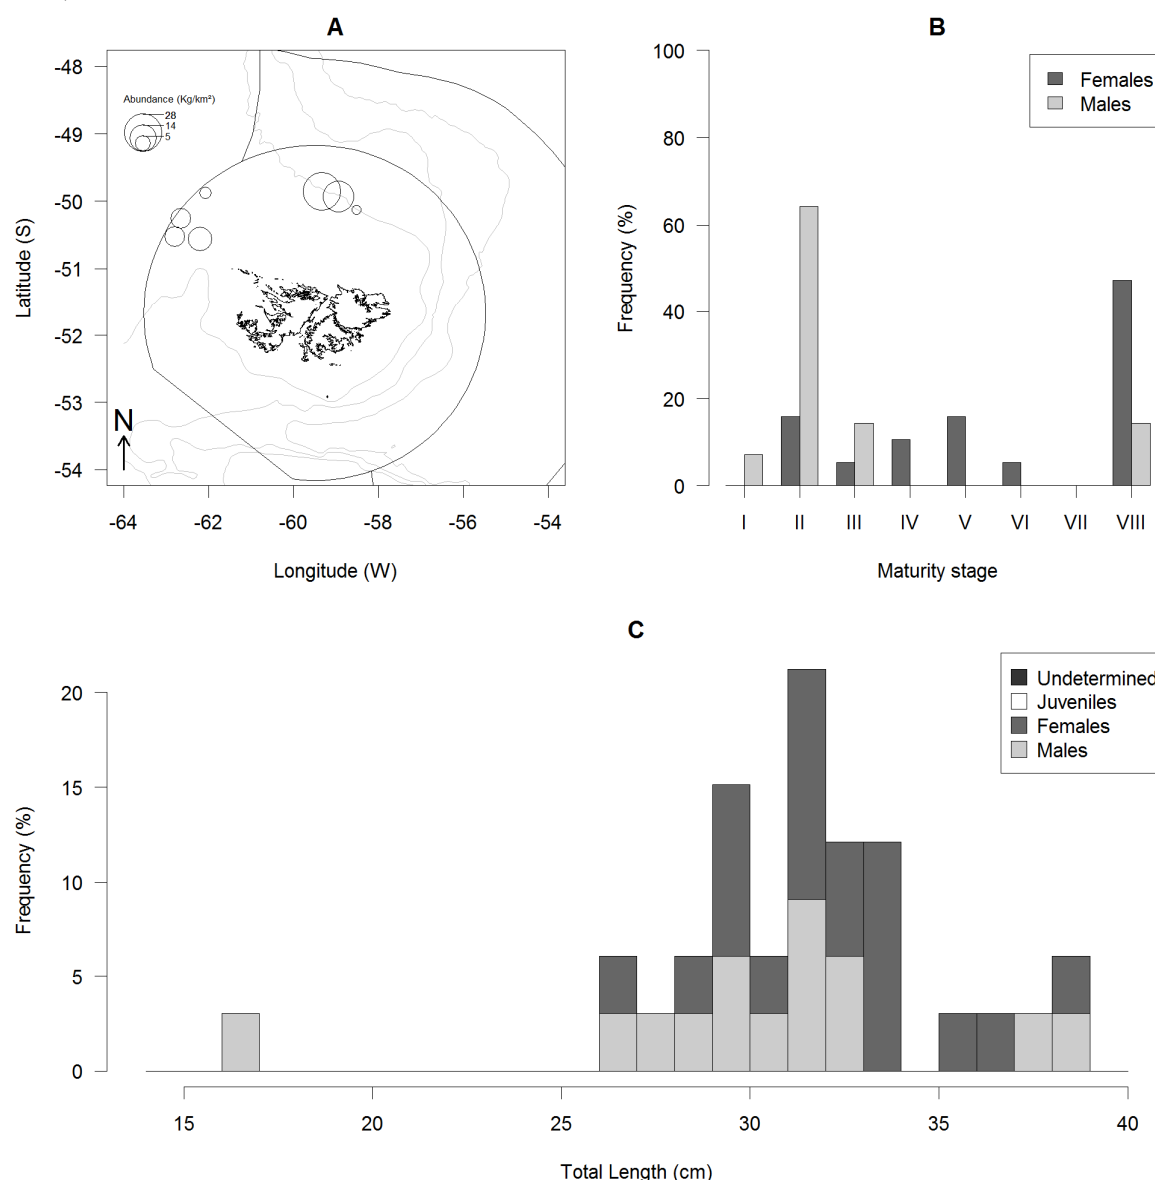 A
-48
-49
-50
-51
-52
-53
-54
Latitude (S)
Abundance (Kg/km²)
28
14
5
N
-64
-62
-60
-58
-56
-54
Longitude (W)
B
100
80
60
40
20
0
Frequency (%)
Females
Males
I
II
III
IV
V
VI
VII
VIII
Maturity stage
C
20
15
10
5
0
Frequency (%)
Undetermined
Juveniles
Females
Males
15
20
25
30
35
40
Total Length (cm)